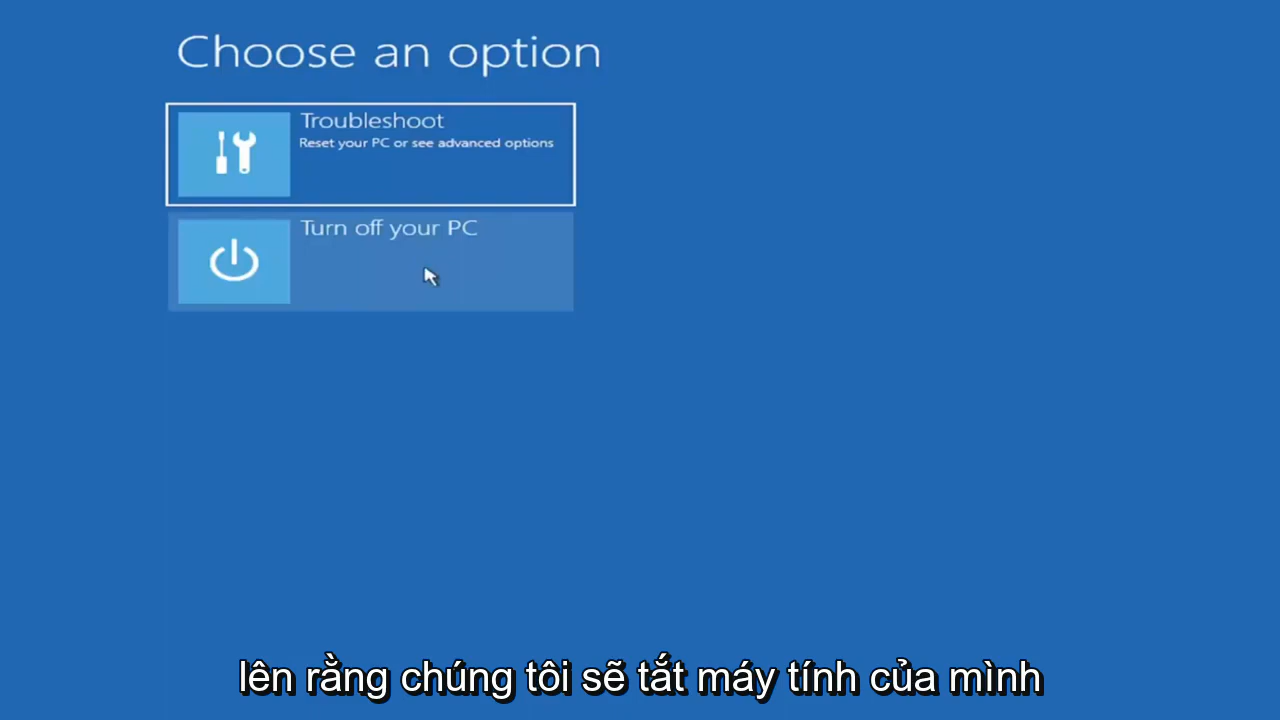 Choose an option
Troubleshoot
Reset your PC or see advanced options
Turn off your PC
lên rằng chúng tôi sẽ tắt máy tính của mình